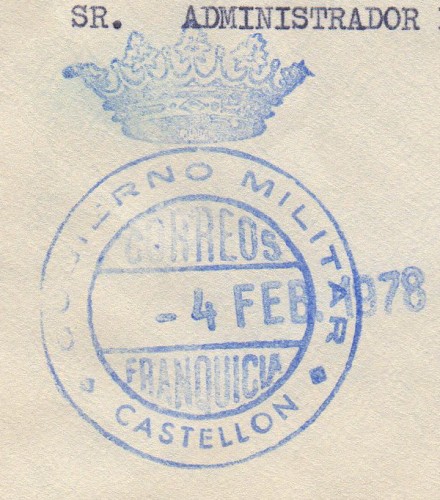 SR. ADMINISTRADOR
GOBIERNO MILITAR
CORREOS
- 4 FEB. 1978
FRANQUICIA
CASTELLON